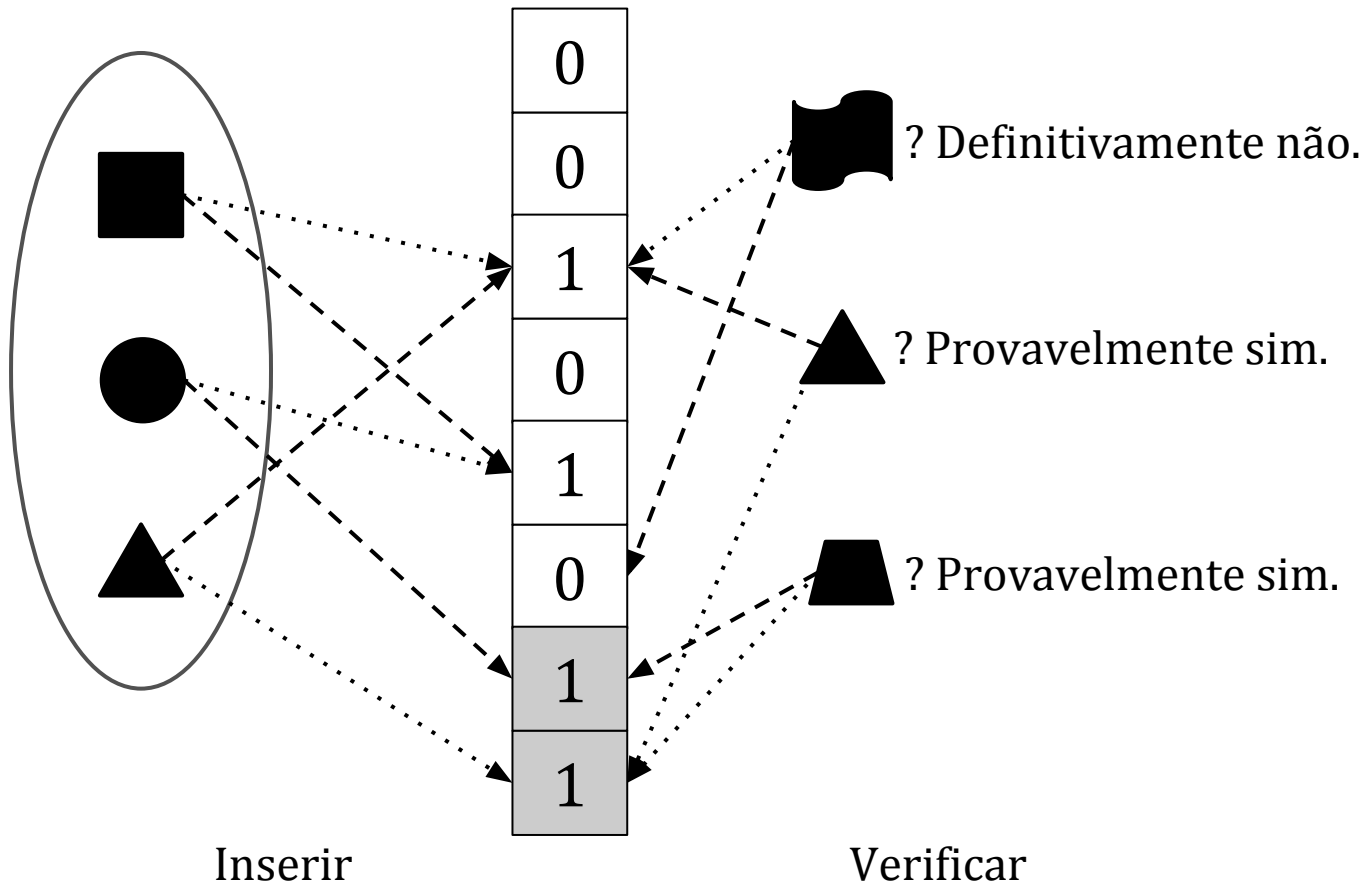 0
0
1
0
1
0
1
1
? Definitivamente não.
? Provavelmente sim.
? Provavelmente sim.
Inserir
Verificar